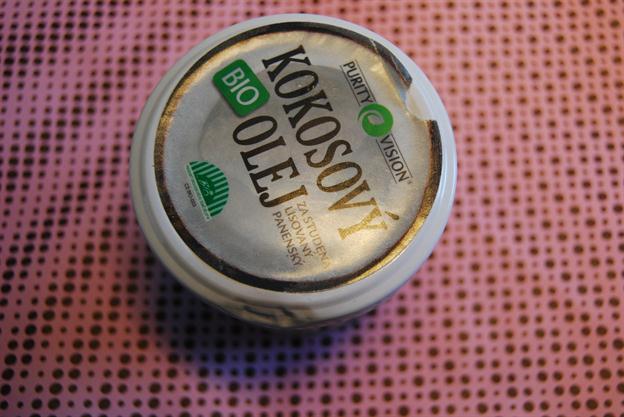 PURITY VISION®
BIO
KOKOSOVÝ
OLEJ
ZA STUDENA
LISOVANÝ
PANENSKÝ